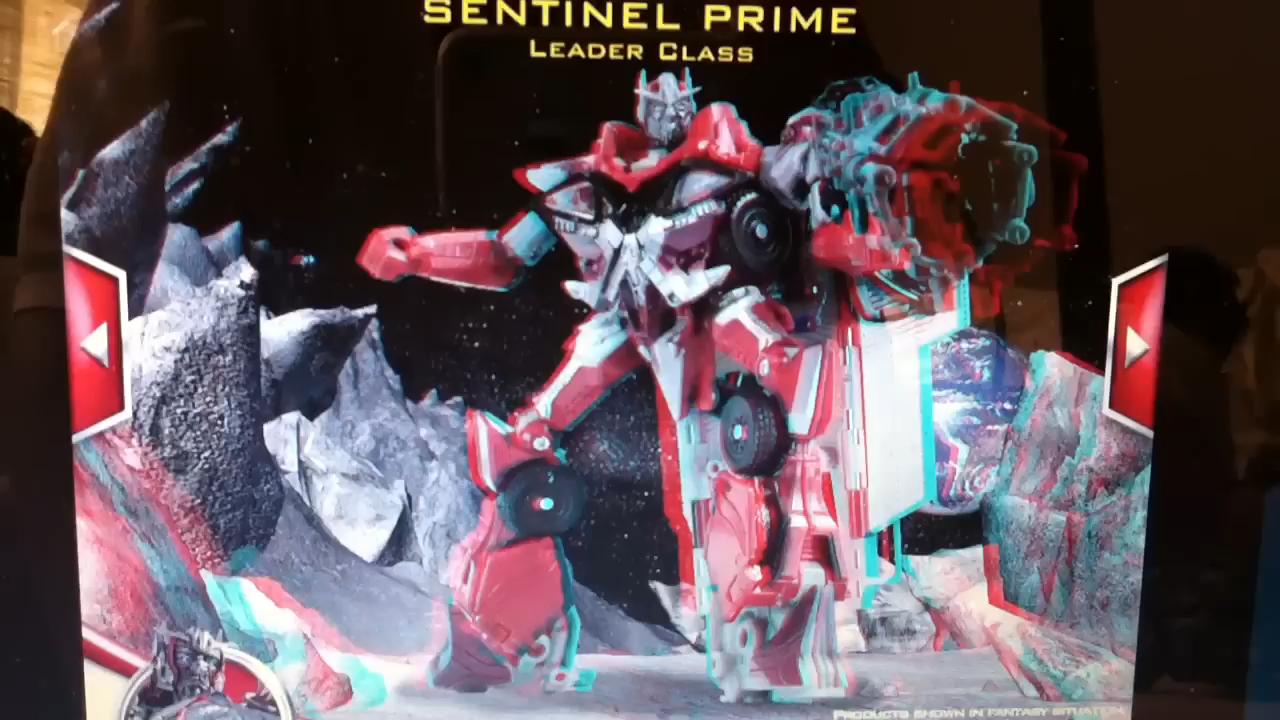 SENTINEL PRIME
LEADER CLASS
PRODUCTS SHOWN IN FANTASY SITUATION